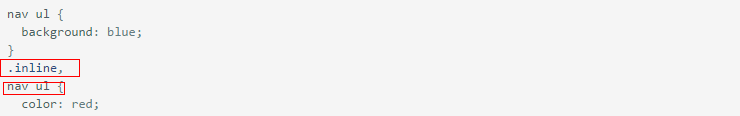 nav ul {
  background: blue;
}
.inline,
nav ul {
  color: red;